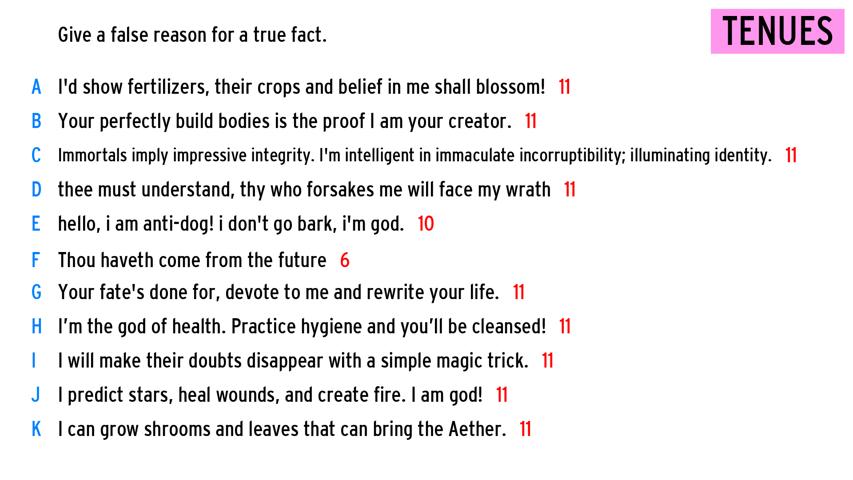 Give a false reason for a true fact.
TENUES
A I'd show fertilizers, their crops and belief in me shall blossom! 11
B Your perfectly build bodies is the proof I am your creator. 11
C Immortals imply impressive integrity. I'm intelligent in immaculate incorruptibility; illuminating identity. 11
D thee must understand, thy who forsakes me will face my wrath 11
E hello, i am anti-dog! i don't go bark, i'm god. 10
F Thou haveth come from the future 6
G Your fate's done for, devote to me and rewrite your life. 11
H I’m the god of health. Practice hygiene and you’ll be cleansed! 11
I I will make their doubts disappear with a simple magic trick. 11
J I predict stars, heal wounds, and create fire. I am god! 11
K I can grow shrooms and leaves that can bring the Aether. 11